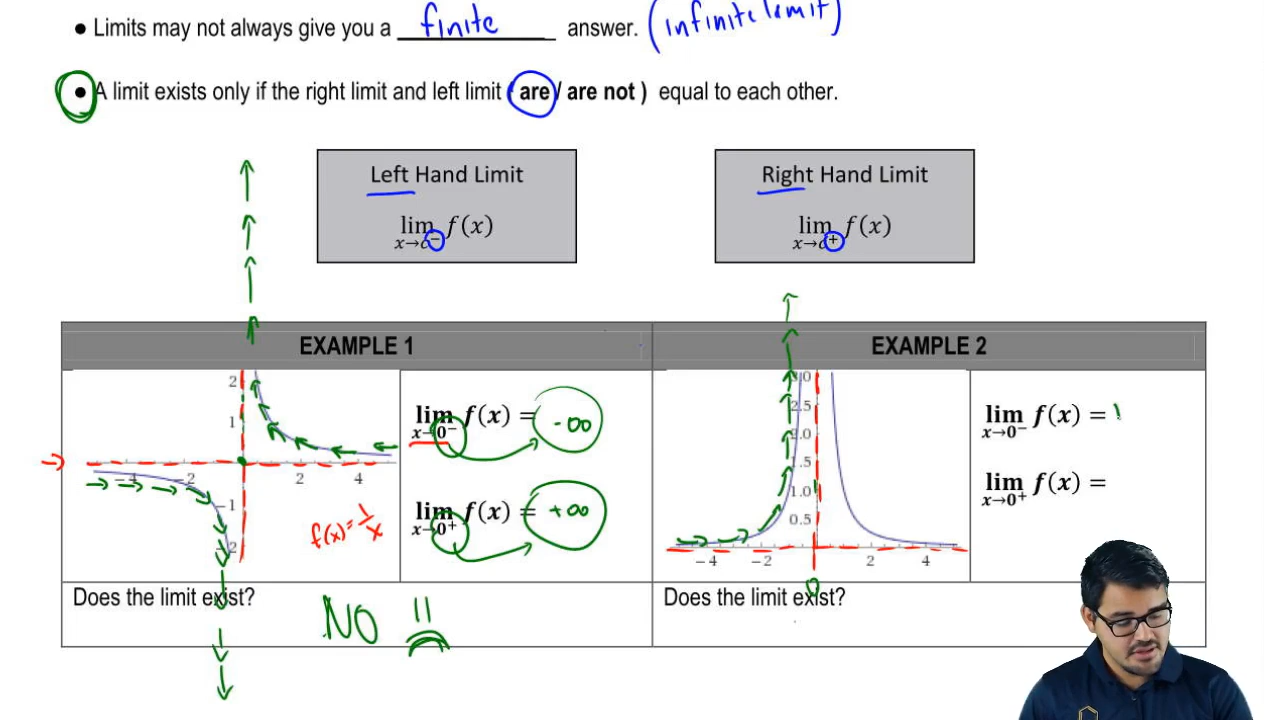 • Limits may not always give you a finite answer. (infinite limit)
• A limit exists only if the right limit and left limit ( are / are not ) equal to each other.
Left Hand Limit
lim f(x)
x→c⁻
Right Hand Limit
lim f(x)
x→c⁺
EXAMPLE 1
2
1
-4 -2 2 4
-1
-2
f(x)=1/x
lim f(x) = -∞
x→0⁻
lim f(x) = +∞
x→0⁺
Does the limit exist?
NO
EXAMPLE 2
3.0
2.5
2.0
1.5
1.0
0.5
-4 -2 2 4
0
lim f(x) =
x→0⁻
lim f(x) =
x→0⁺
Does the limit exist?